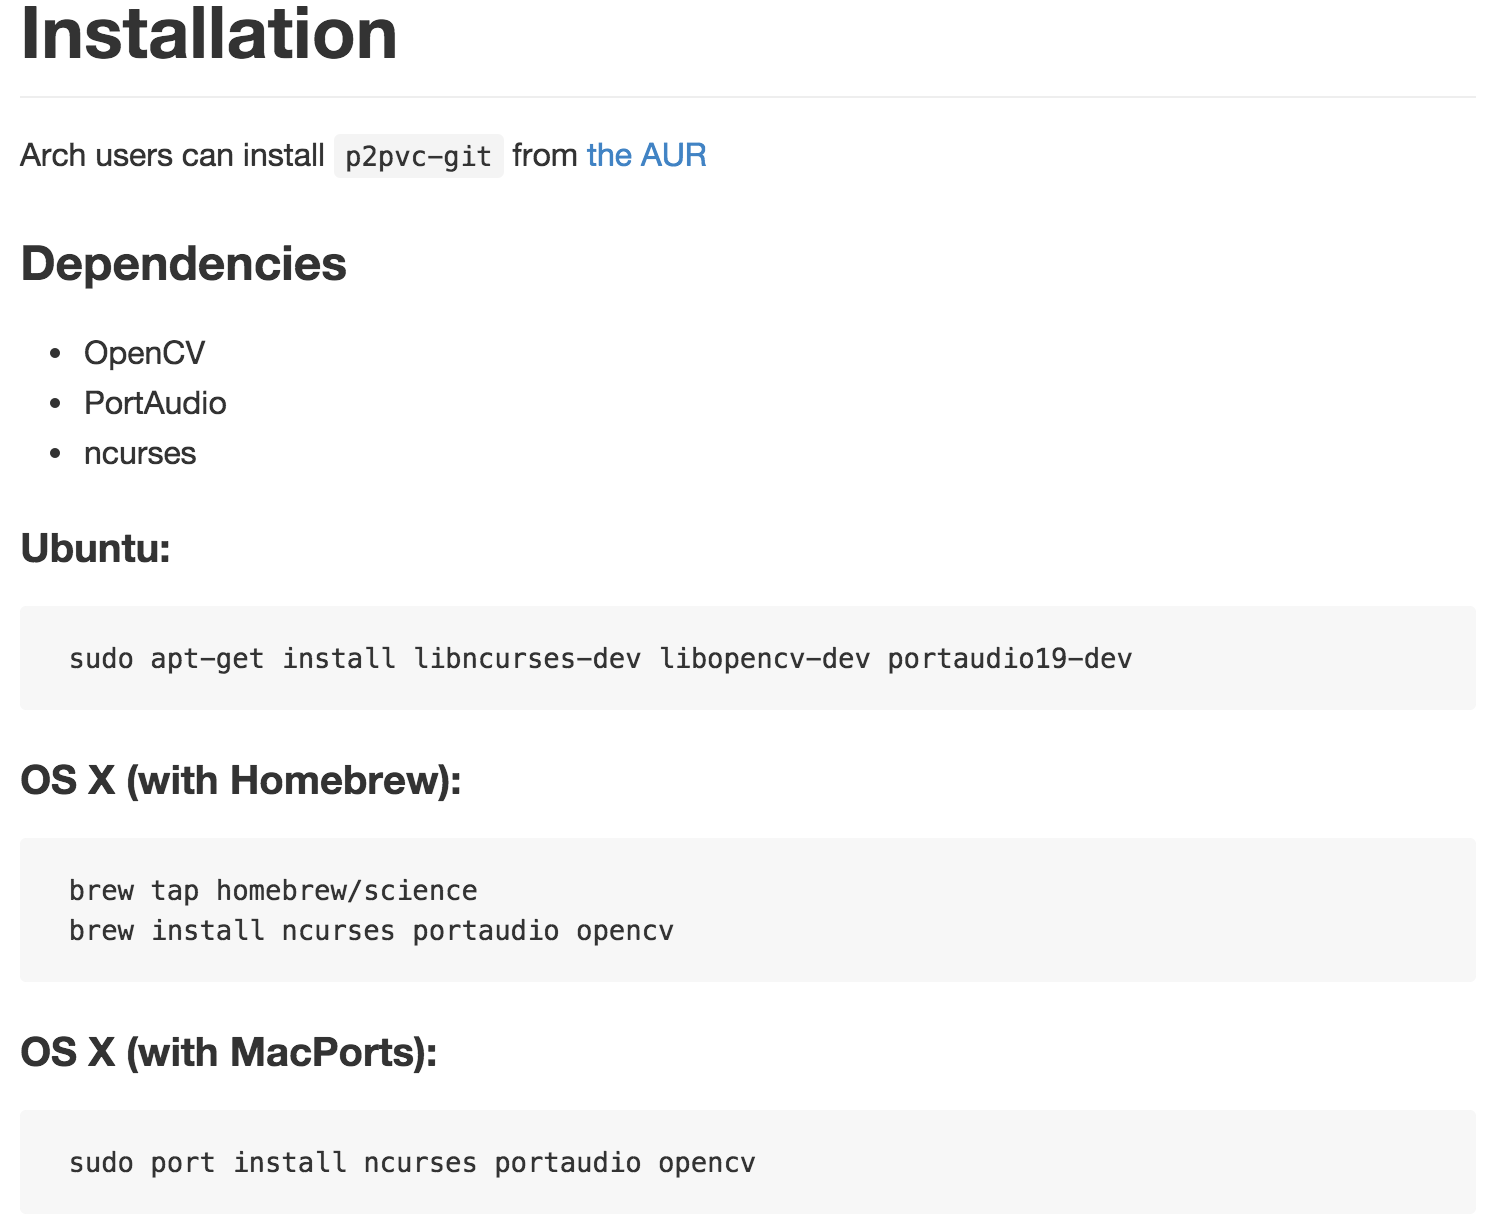 Installation
Arch users can install p2pvc-git from the AUR
Dependencies
• OpenCV
• PortAudio
• ncurses
Ubuntu:
sudo apt-get install libncurses-dev libopencv-dev portaudio19-dev
OS X (with Homebrew):
brew tap homebrew/science
brew install ncurses portaudio opencv
OS X (with MacPorts):
sudo port install ncurses portaudio opencv